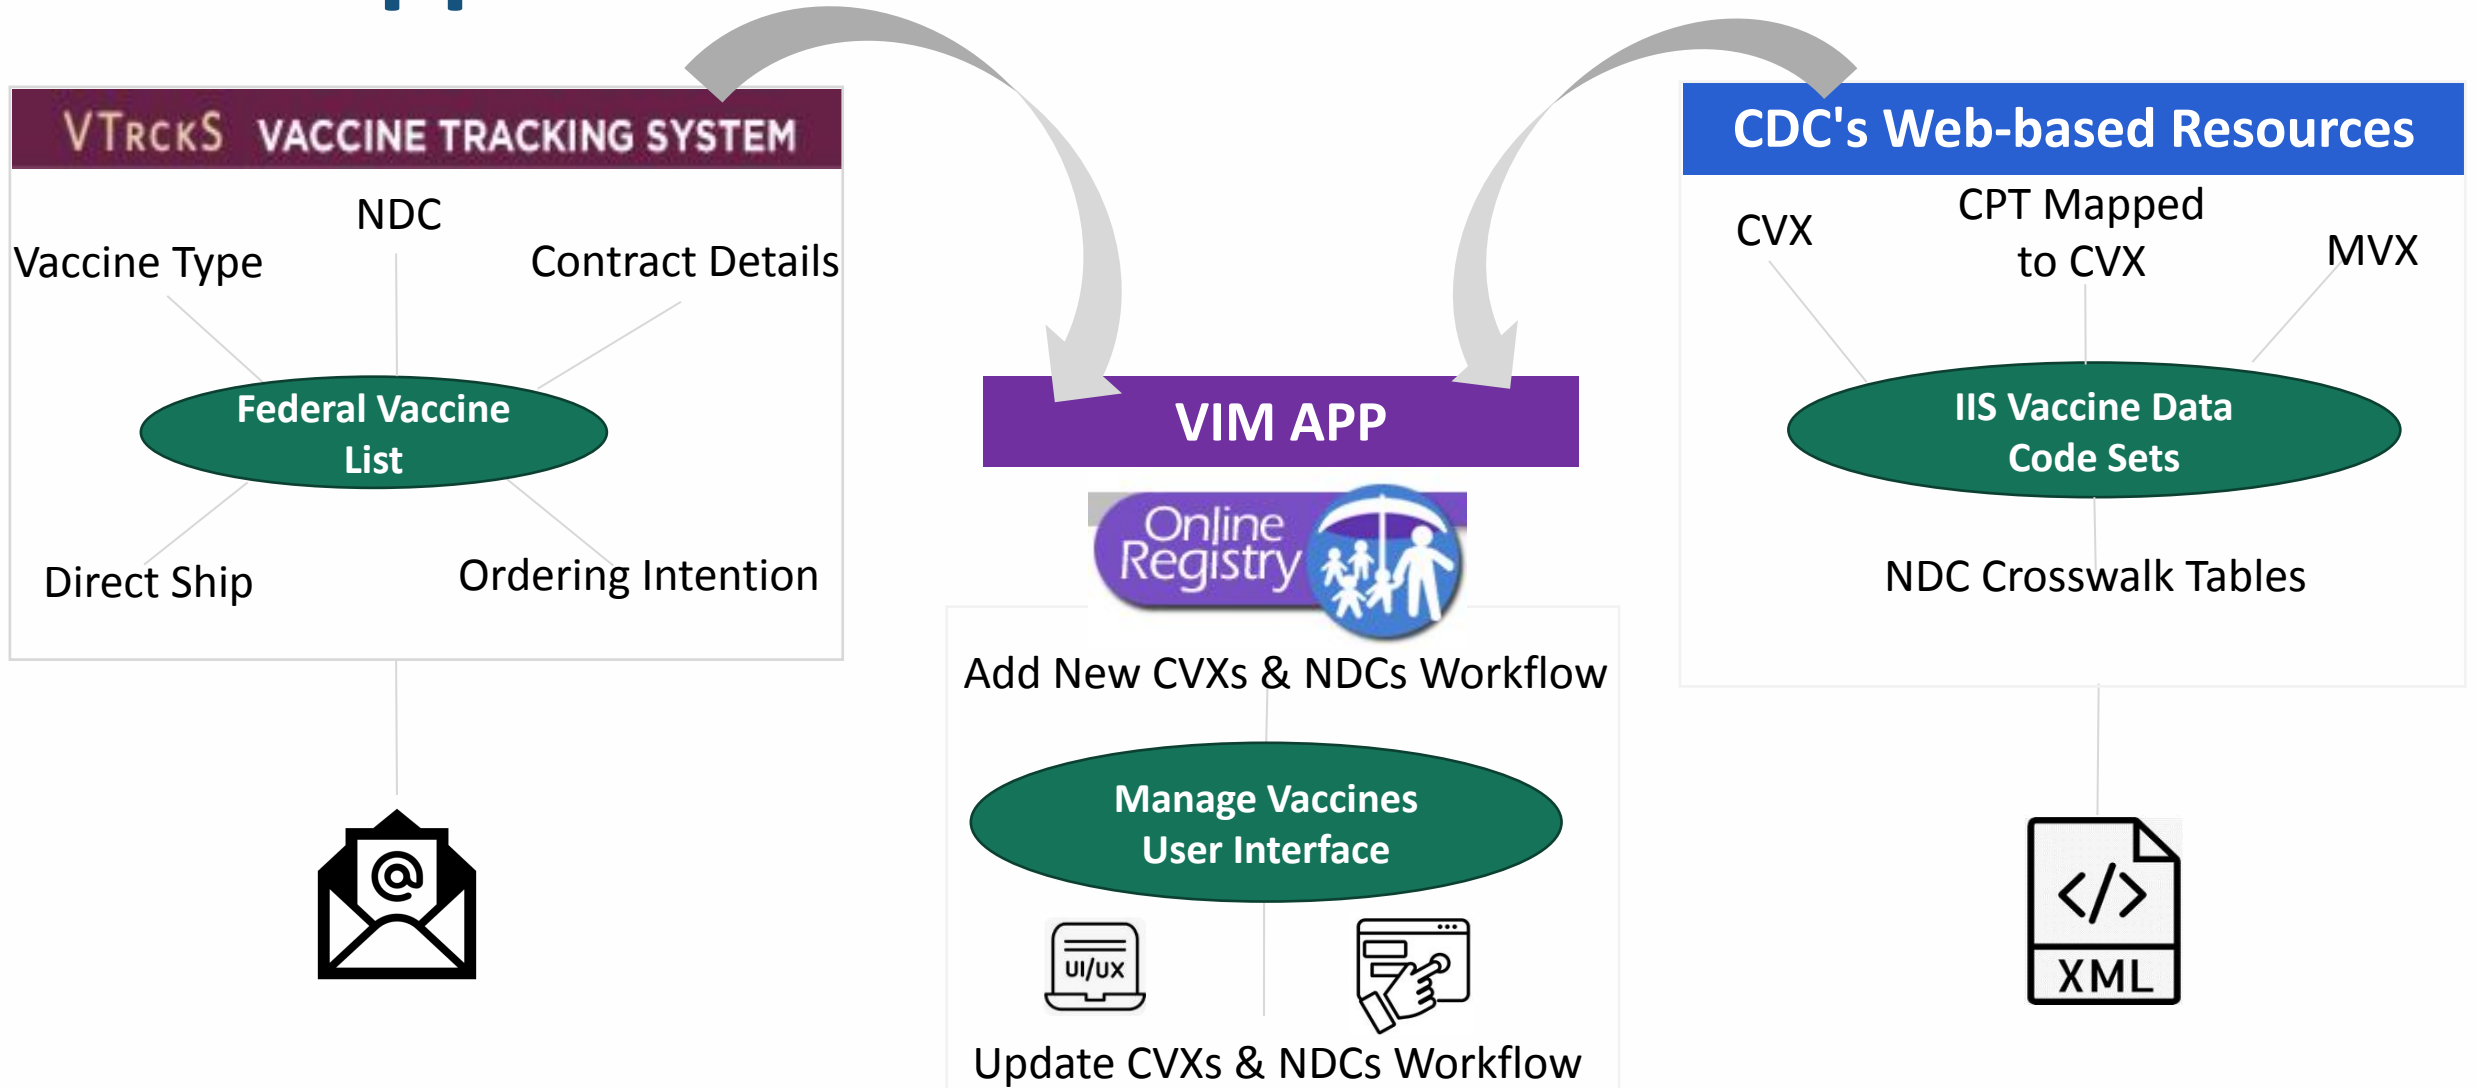 VTRCKS VACCINE TRACKING SYSTEM
NDC
Vaccine Type
Contract Details
Federal Vaccine
List
Direct Ship
Ordering Intention
@
VIM APP
Online
Registry
Add New CVXs & NDCs Workflow
Manage Vaccines
User Interface
UI/UX
Update CVXs & NDCs Workflow
CDC's Web-based Resources
CVX
CPT Mapped
to CVX
MVX
IIS Vaccine Data
Code Sets
NDC Crosswalk Tables
</>
XML